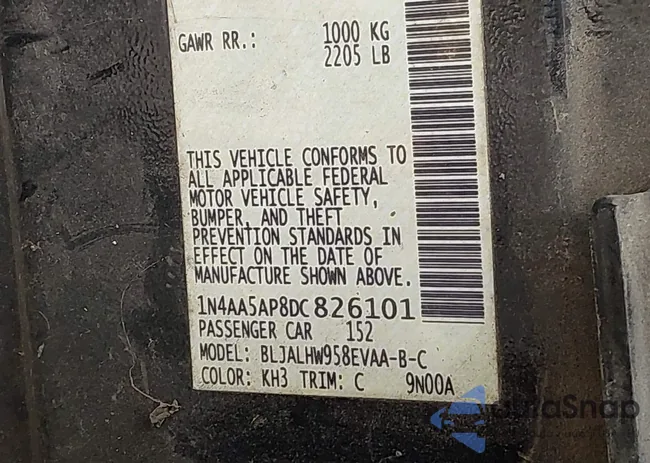 GAWR RR.: 1000 KG
2205 LB
THIS VEHICLE CONFORMS TO
ALL APPLICABLE FEDERAL
MOTOR VEHICLE SAFETY,
BUMPER, AND THEFT
PREVENTION STANDARDS IN
EFFECT ON THE DATE OF
MANUFACTURE SHOWN ABOVE.
1N4AA5AP8DC826101
PASSENGER CAR 152
MODEL: BLJALHW958EVAA-B-C
COLOR: KH3 TRIM: C 9N00A